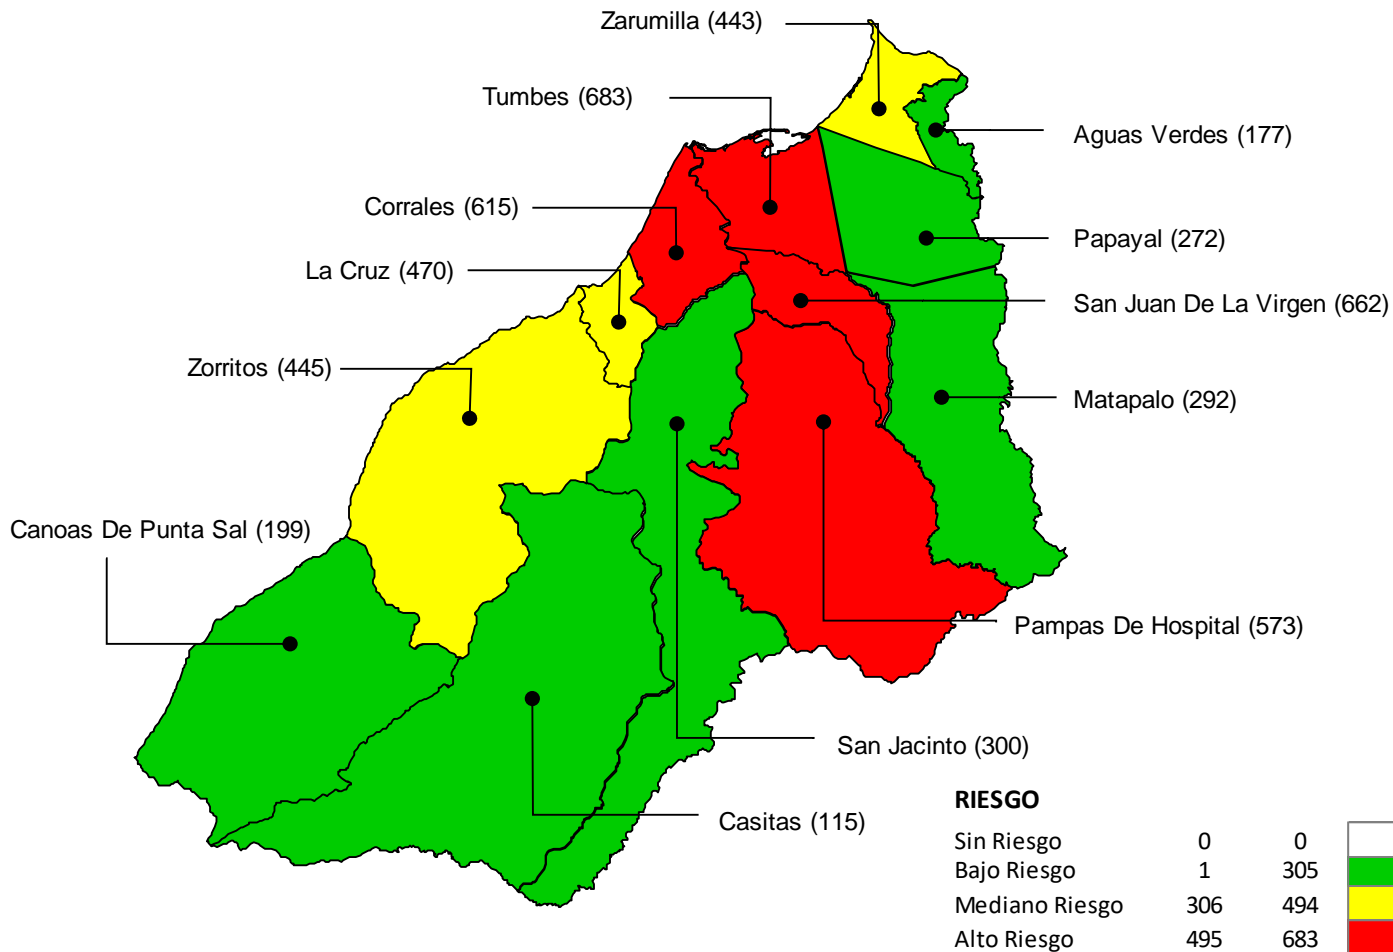 Zarumilla (443)
Tumbes (683)
Aguas Verdes (177)
Corrales (615)
Papayal (272)
La Cruz (470)
San Juan De La Virgen (662)
Zorritos (445)
Matapalo (292)
Canoas De Punta Sal (199)
Pampas De Hospital (573)
San Jacinto (300)
Casitas (115)
RIESGO
Sin Riesgo 0 0
Bajo Riesgo 1 305
Mediano Riesgo 306 494
Alto Riesgo 495 683